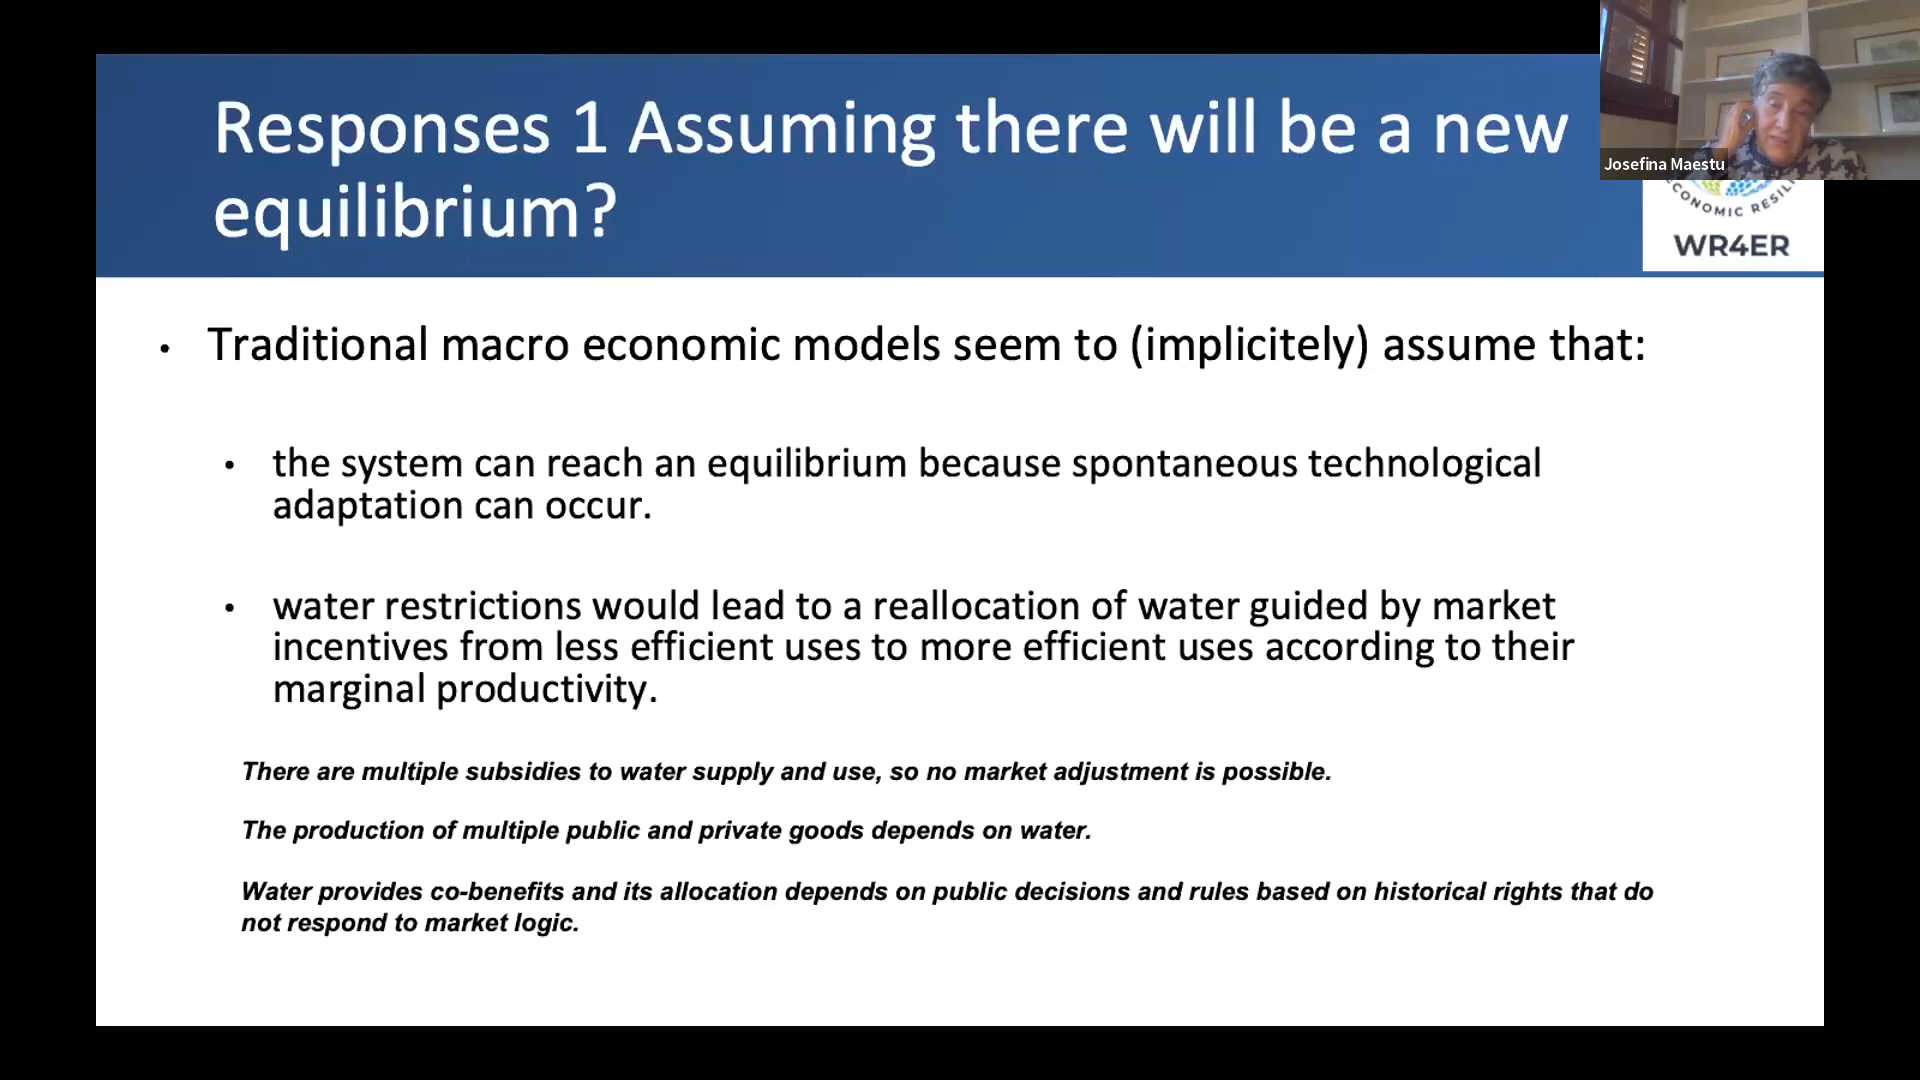 Responses 1 Assuming there will be a new
equilibrium?
Josefina Maestu
ONOMIC RESIL
WR4ER
• Traditional macro economic models seem to (implicitely) assume that:
• the system can reach an equilibrium because spontaneous technological
adaptation can occur.
• water restrictions would lead to a reallocation of water guided by market
incentives from less efficient uses to more efficient uses according to their
marginal productivity.
There are multiple subsidies to water supply and use, so no market adjustment is possible.
The production of multiple public and private goods depends on water.
Water provides co-benefits and its allocation depends on public decisions and rules based on historical rights that do
not respond to market logic.